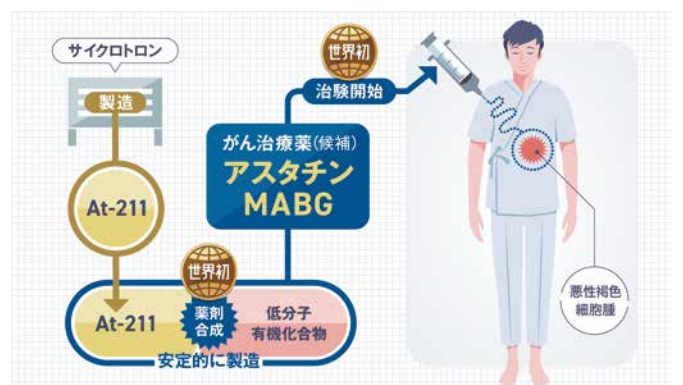 サイクロトロン
製造
At-211
At-211
世界初
薬剤
合成
低分子
有機化合物
安定的に製造
がん治療薬(候補)
アスタチン
MABG
世界初
治験開始
悪性褐色
細胞腫